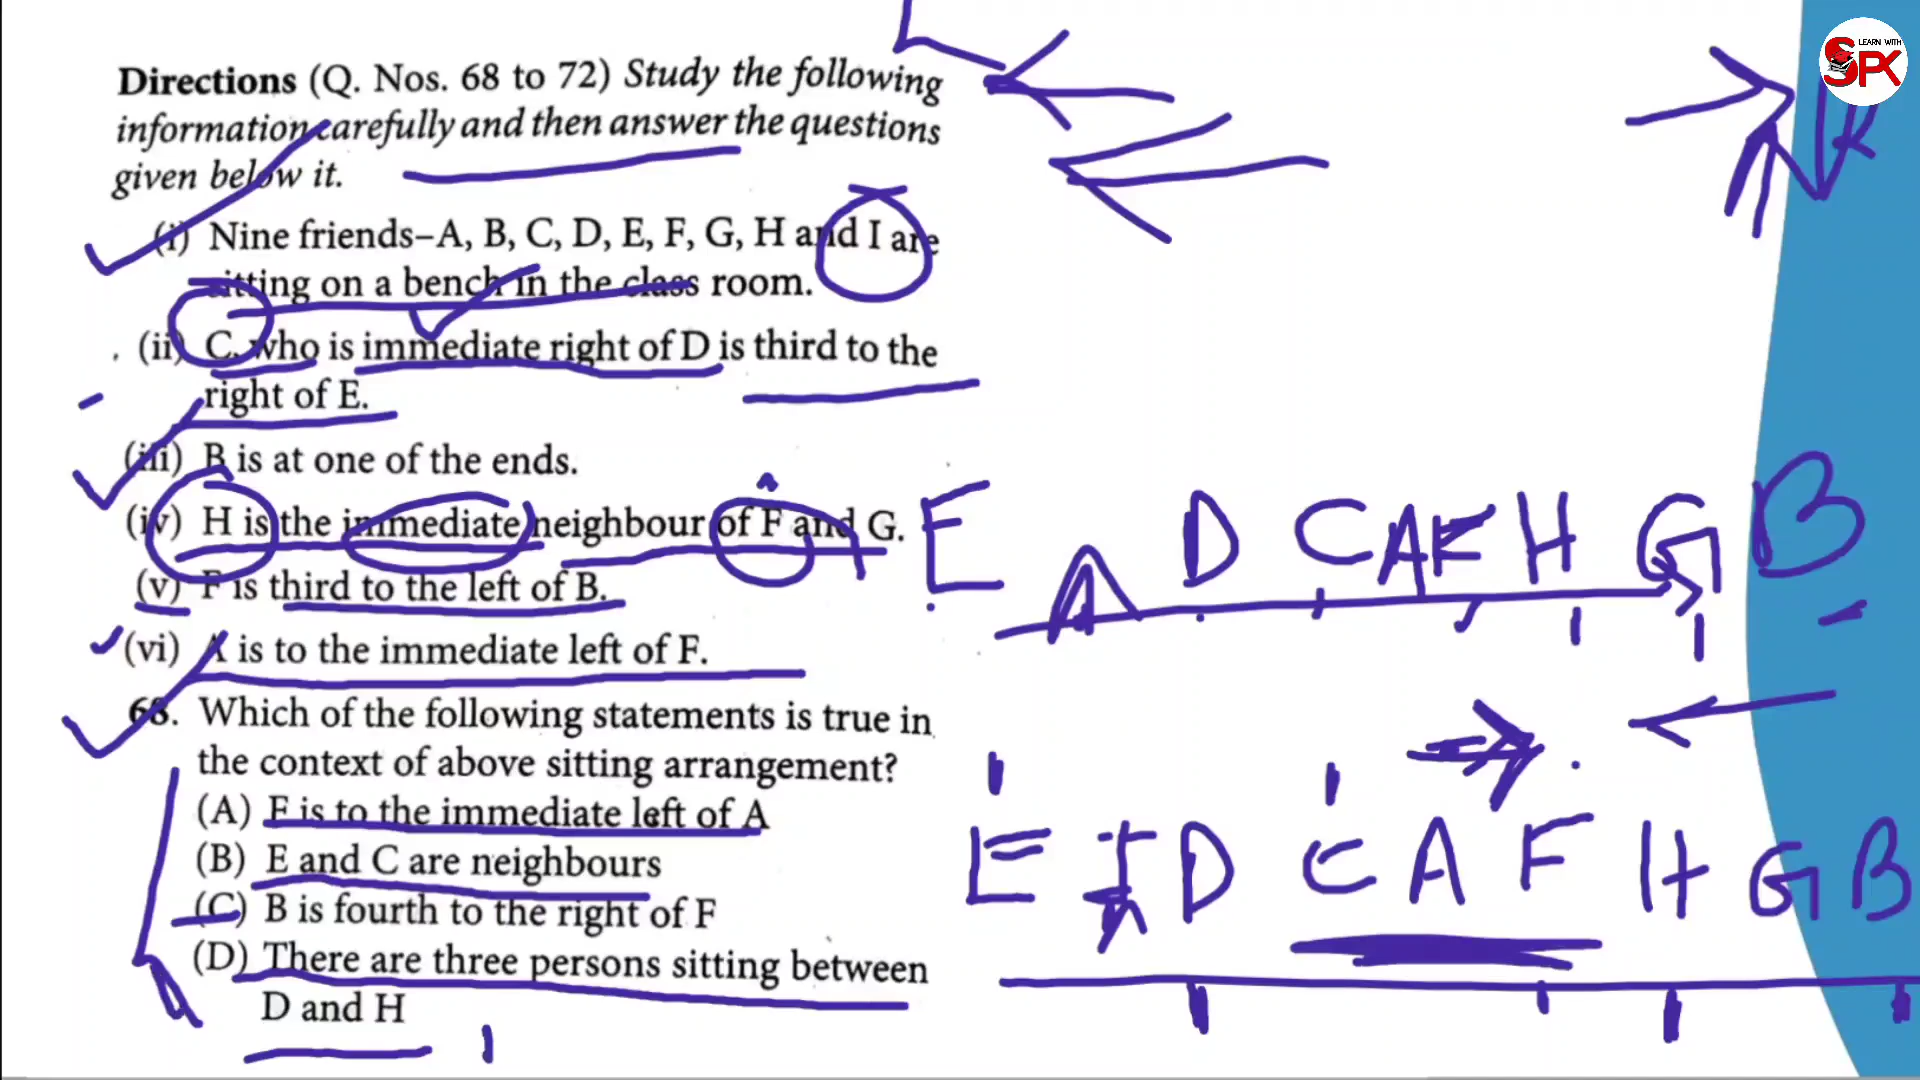 LEARN WITH
SPK
Directions (Q. Nos. 68 to 72) Study the following
information carefully and then answer the questions
given below it.
(i) Nine friends–A, B, C, D, E, F, G, H and I are
sitting on a bench in the class room.
(ii) C, who is immediate right of D is third to the
right of E.
(iii) B is at one of the ends.
(iv) H is the immediate neighbour of F and G.
(v) F is third to the left of B.
(vi) A is to the immediate left of F.
68. Which of the following statements is true in
the context of above sitting arrangement?
(A) F is to the immediate left of A
(B) E and C are neighbours
(C) B is fourth to the right of F
(D) There are three persons sitting between
D and H
E D C A F H G B
E I D C A F H G B